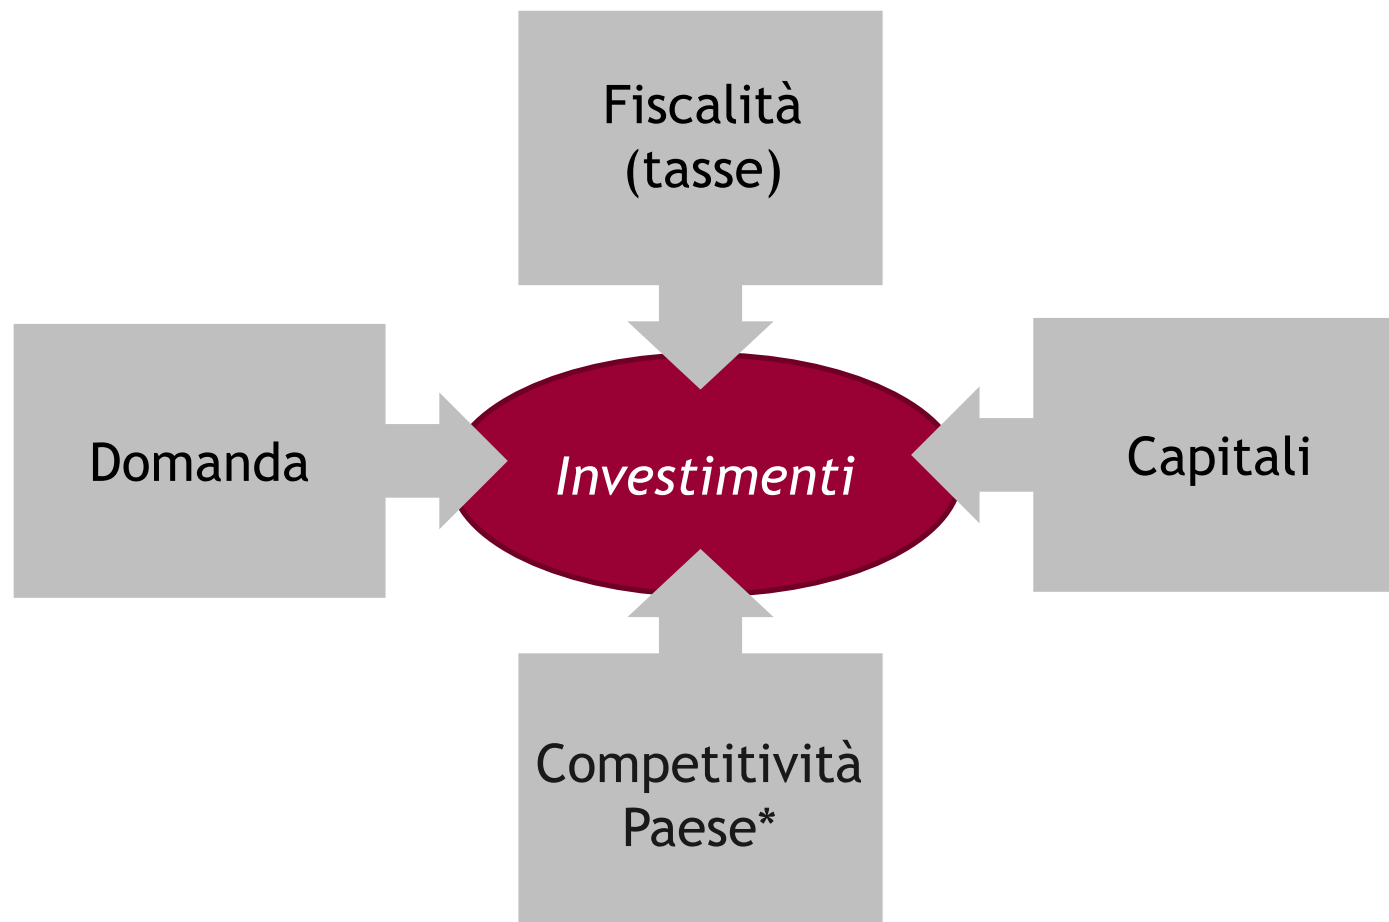 Fiscalità
(tasse)
Domanda
Investimenti
Capitali
Competitività
Paese*